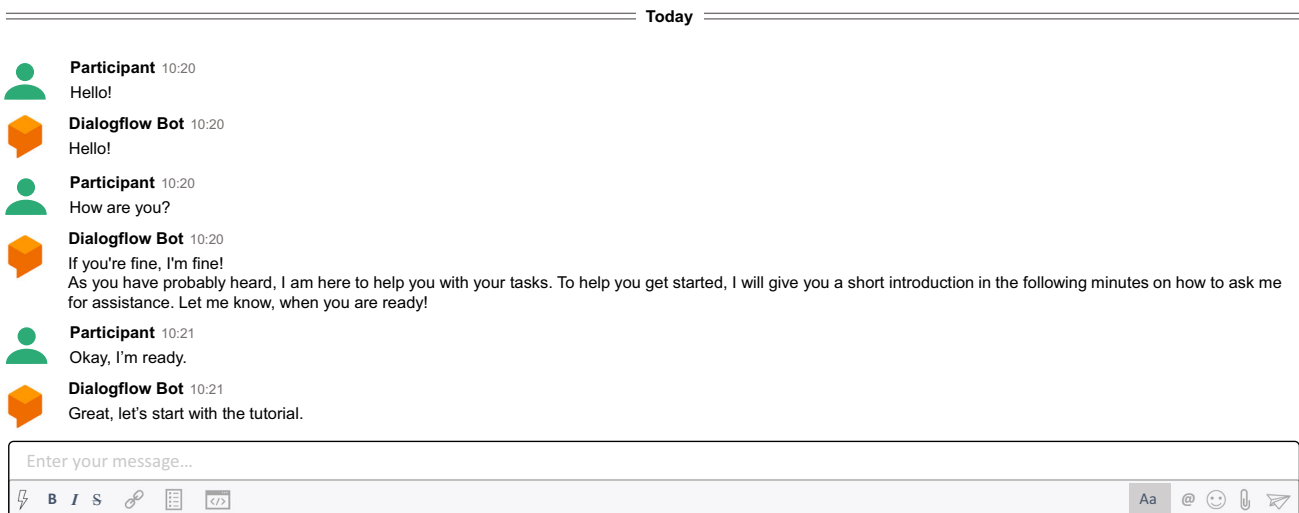 Today
Participant 10:20
Hello!
Dialogflow Bot 10:20
Hello!
Participant 10:20
How are you?
Dialogflow Bot 10:20
If you're fine, I'm fine!
As you have probably heard, I am here to help you with your tasks. To help you get started, I will give you a short introduction in the following minutes on how to ask me
for assistance. Let me know, when you are ready!
Participant 10:21
Okay, I’m ready.
Dialogflow Bot 10:21
Great, let’s start with the tutorial.
Enter your message...
B I S </> Aa @